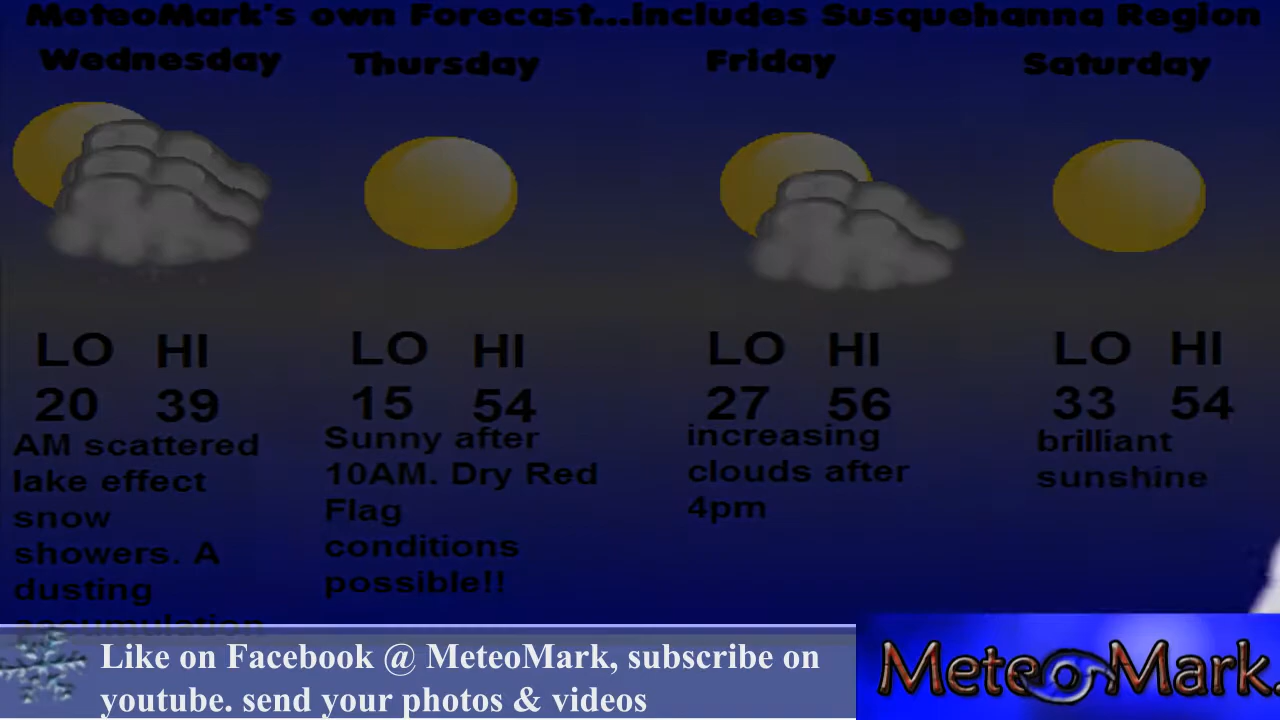 MeteoMark's own Forecast...includes Susquehanna Region
Wednesday Thursday Friday Saturday
LO HI LO HI LO HI LO HI
20 39 15 54 27 56 33 54
AM scattered
lake effect
snow
showers. A
dusting
accumulation
Sunny after
10AM. Dry Red
Flag
conditions
possible!!
increasing
clouds after
4pm
brilliant
sunshine
Like on Facebook @ MeteoMark, subscribe on
youtube. send your photos & videos
MeteoMark.